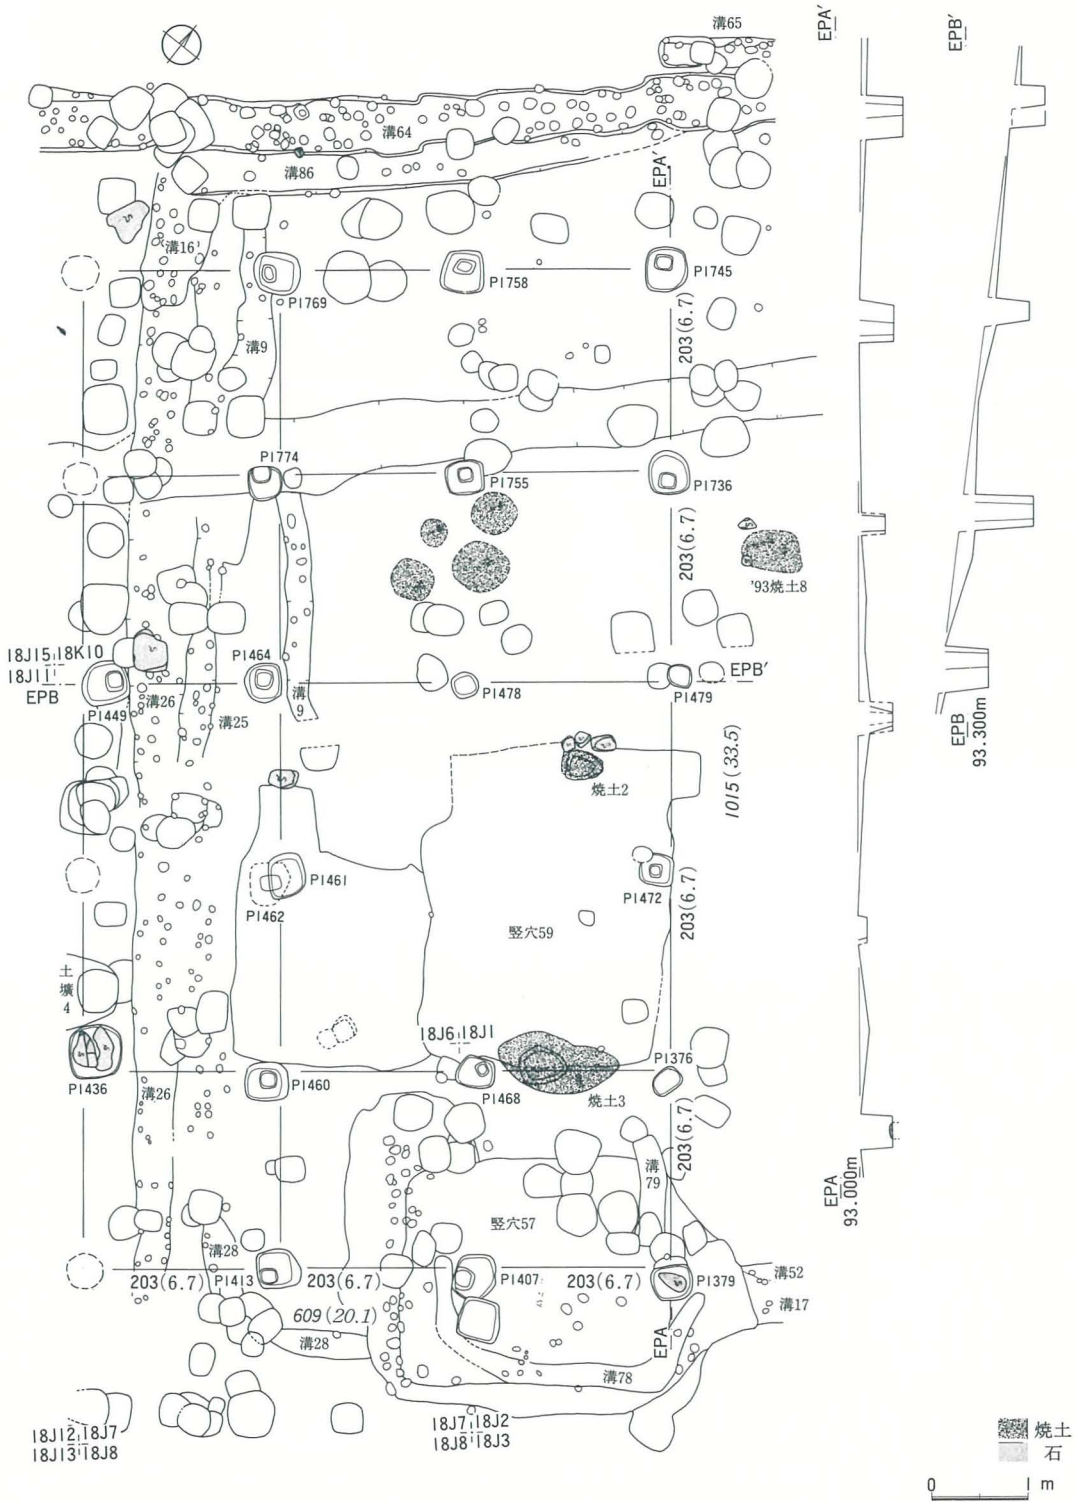 溝65
EPA′
EPB′
溝64
溝86
EPA′
溝16
P1769
P1758
P1745
203(6.7)
溝9
P1774
P1755
P1736
203(6.7)
'93焼土8
18J15 18K10
18J11
EPB
P1464
P1449
溝26
溝25
溝9
P1478
P1479
EPB′
EPB
93.300m
焼土2
1015(33.5)
P1461
P1462
P1472
203(6.7)
竪穴59
土壙4
18J6 18J1
P1376
P1436
溝26
P1460
P1468
焼土3
203(6.7)
溝79
EPA
93.000m
竪穴57
溝28
203(6.7)
P1413
203(6.7)
P1407
203(6.7)
P1379
溝52
溝17
609(20.1)
溝28
EPA
溝78
18J12 18J7
18J13 18J8
18J7 18J2
18J8 18J3
焼土
石
0 1 m